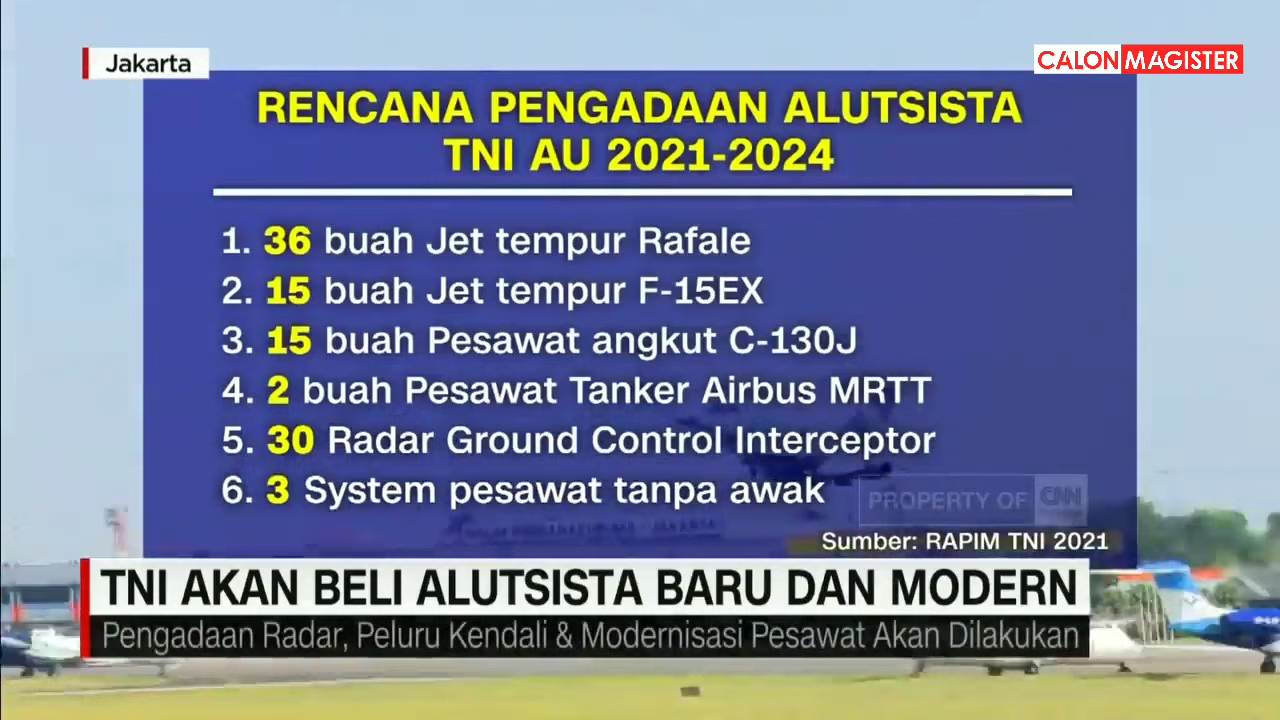 Jakarta
CALONMAGISTER
RENCANA PENGADAAN ALUTSISTA
TNI AU 2021-2024
1. 36 buah Jet tempur Rafale
2. 15 buah Jet tempur F-15EX
3. 15 buah Pesawat angkut C-130J
4. 2 buah Pesawat Tanker Airbus MRTT
5. 30 Radar Ground Control Interceptor
6. 3 System pesawat tanpa awak
PROPERTY OF CNN
Sumber: RAPIM TNI 2021
TNI AKAN BELI ALUTSISTA BARU DAN MODERN
Pengadaan Radar, Peluru Kendali & Modernisasi Pesawat Akan Dilakukan